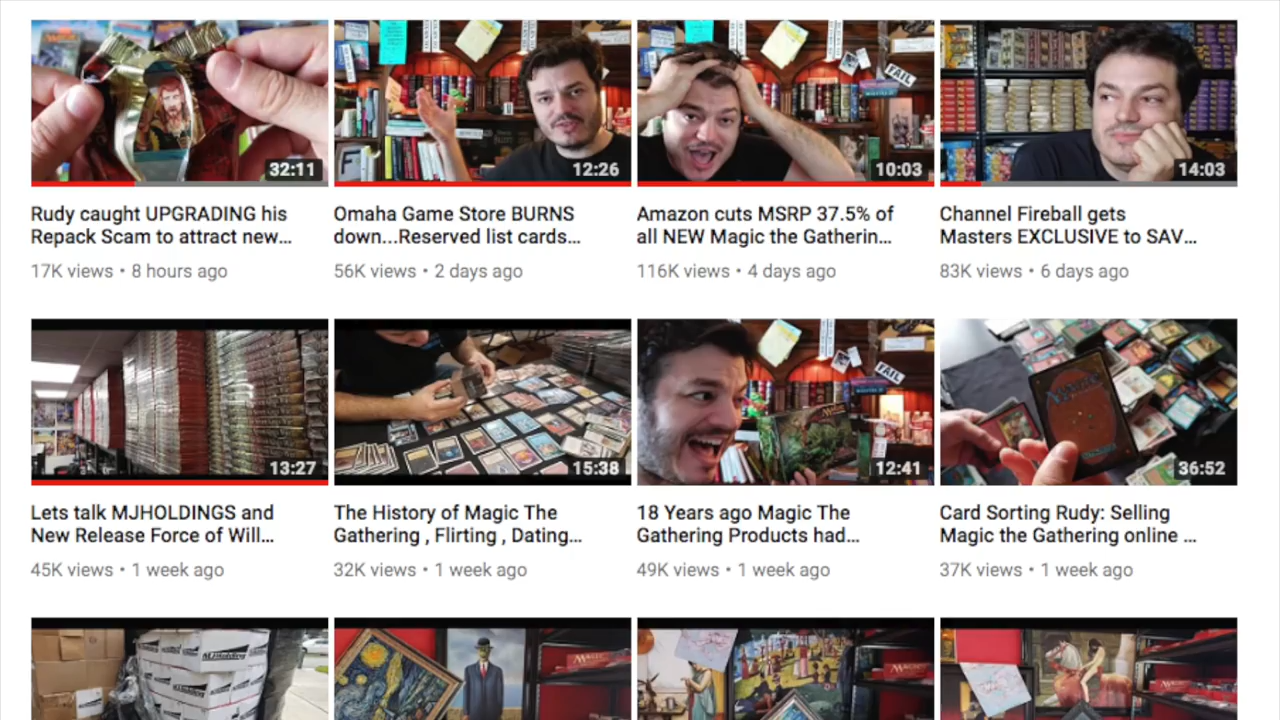 32:11
12:26
FAIL
10:03
14:03
Rudy caught UPGRADING his
Repack Scam to attract new...
17K views • 8 hours ago
Omaha Game Store BURNS
down...Reserved list cards...
56K views • 2 days ago
Amazon cuts MSRP 37.5% of
all NEW Magic the Gatherin...
116K views • 4 days ago
Channel Fireball gets
Masters EXCLUSIVE to SAV...
83K views • 6 days ago
13:27
15:38
FAIL
12:41
36:52
Lets talk MJHOLDINGS and
New Release Force of Will...
45K views • 1 week ago
The History of Magic The
Gathering , Flirting , Dating...
32K views • 1 week ago
18 Years ago Magic The
Gathering Products had...
49K views • 1 week ago
Card Sorting Rudy: Selling
Magic the Gathering online ...
37K views • 1 week ago
MAGIC
MAGIC